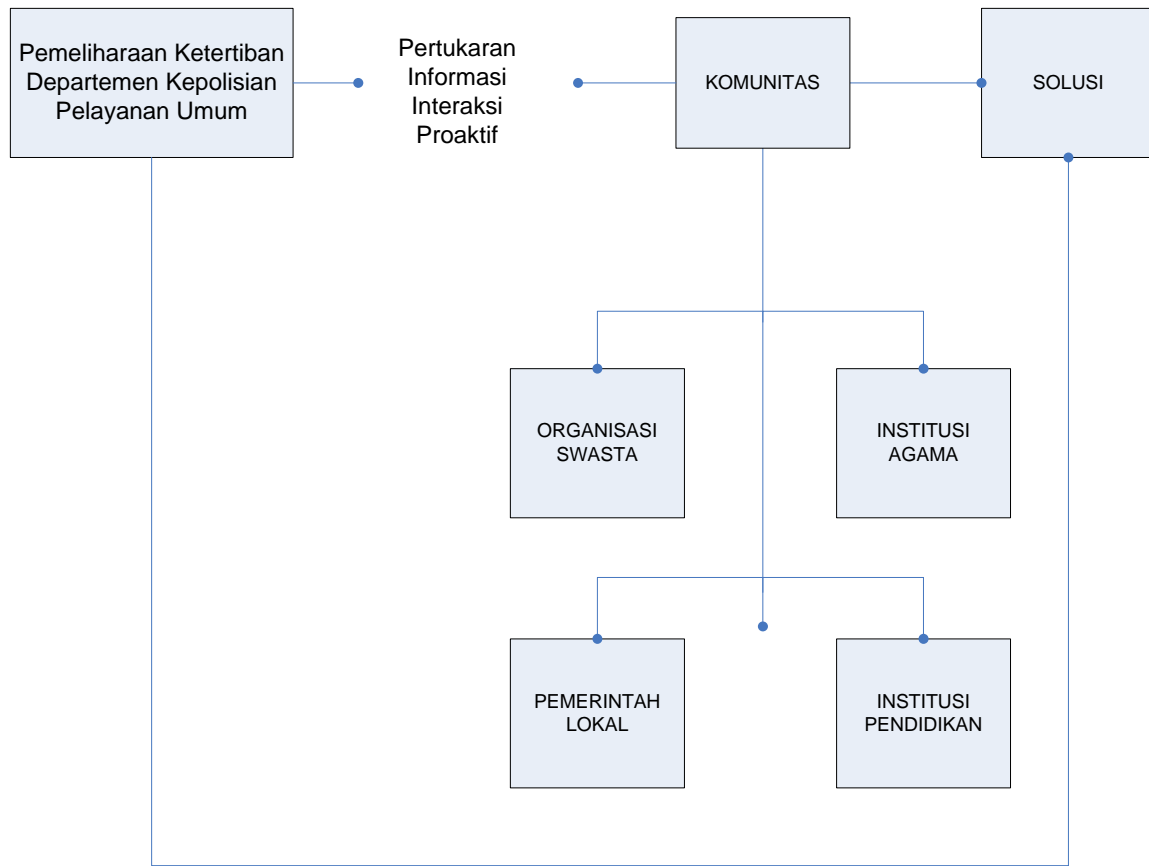 Pemeliharaan Ketertiban
Departemen Kepolisian
Pelayanan Umum
Pertukaran
Informasi
Interaksi
Proaktif
KOMUNITAS
SOLUSI
ORGANISASI
SWASTA
INSTITUSI
AGAMA
PEMERINTAH
LOKAL
INSTITUSI
PENDIDIKAN